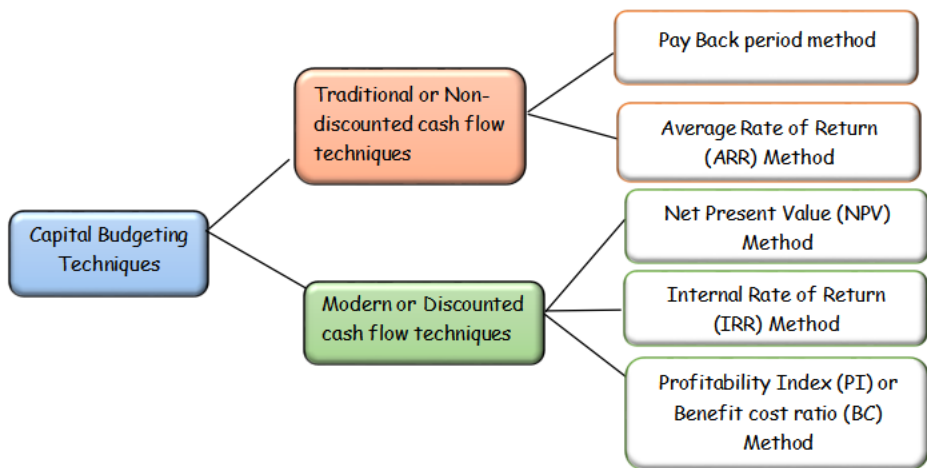 Pay Back period method
Traditional or Non-
discounted cash flow
techniques
Average Rate of Return
(ARR) Method
Capital Budgeting
Techniques
Net Present Value (NPV)
Method
Modern or Discounted
cash flow techniques
Internal Rate of Return
(IRR) Method
Profitability Index (PI) or
Benefit cost ratio (BC)
Method